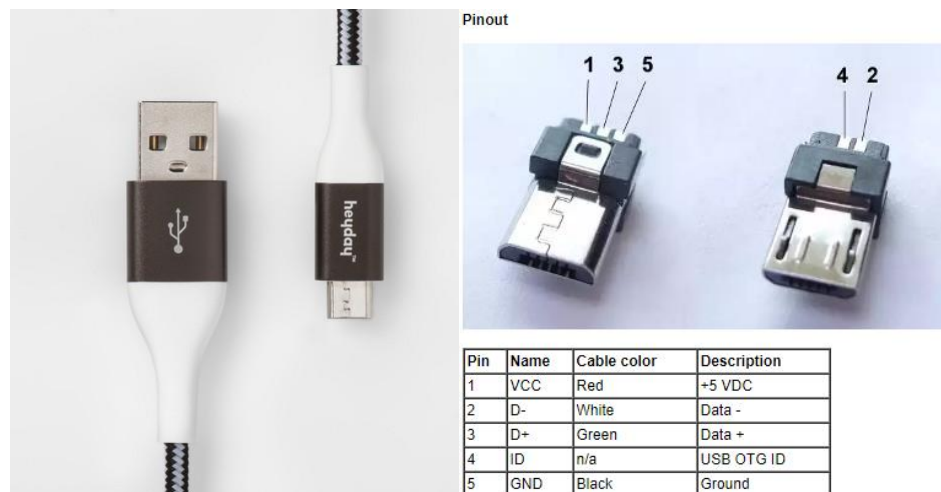 heyday™
Pinout
1 3 5
4 2
Pin Name Cable color Description
1 VCC Red +5 VDC
2 D- White Data -
3 D+ Green Data +
4 ID n/a USB OTG ID
5 GND Black Ground